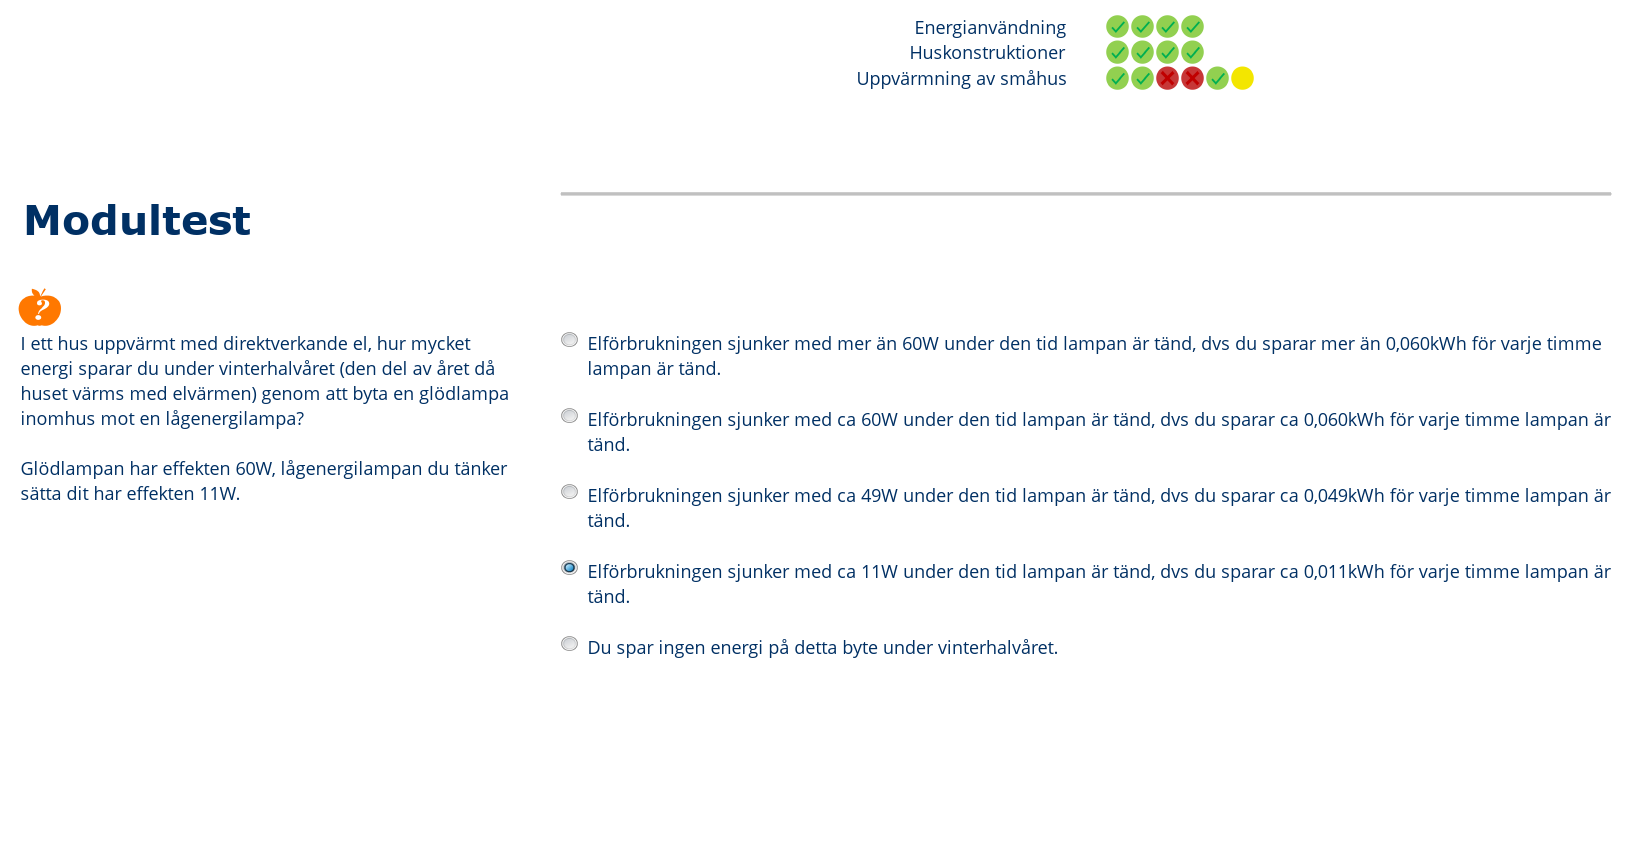 Energianvändning
Huskonstruktioner
Uppvärmning av småhus
Modultest
?
I ett hus uppvärmt med direktverkande el, hur mycket
energi sparar du under vinterhalvåret (den del av året då
huset värms med elvärmen) genom att byta en glödlampa
inomhus mot en lågenergilampa?
Glödlampan har effekten 60W, lågenergilampan du tänker
sätta dit har effekten 11W.
Elförbrukningen sjunker med mer än 60W under den tid lampan är tänd, dvs du sparar mer än 0,060kWh för varje timme
lampan är tänd.
Elförbrukningen sjunker med ca 60W under den tid lampan är tänd, dvs du sparar ca 0,060kWh för varje timme lampan är
tänd.
Elförbrukningen sjunker med ca 49W under den tid lampan är tänd, dvs du sparar ca 0,049kWh för varje timme lampan är
tänd.
Elförbrukningen sjunker med ca 11W under den tid lampan är tänd, dvs du sparar ca 0,011kWh för varje timme lampan är
tänd.
Du spar ingen energi på detta byte under vinterhalvåret.